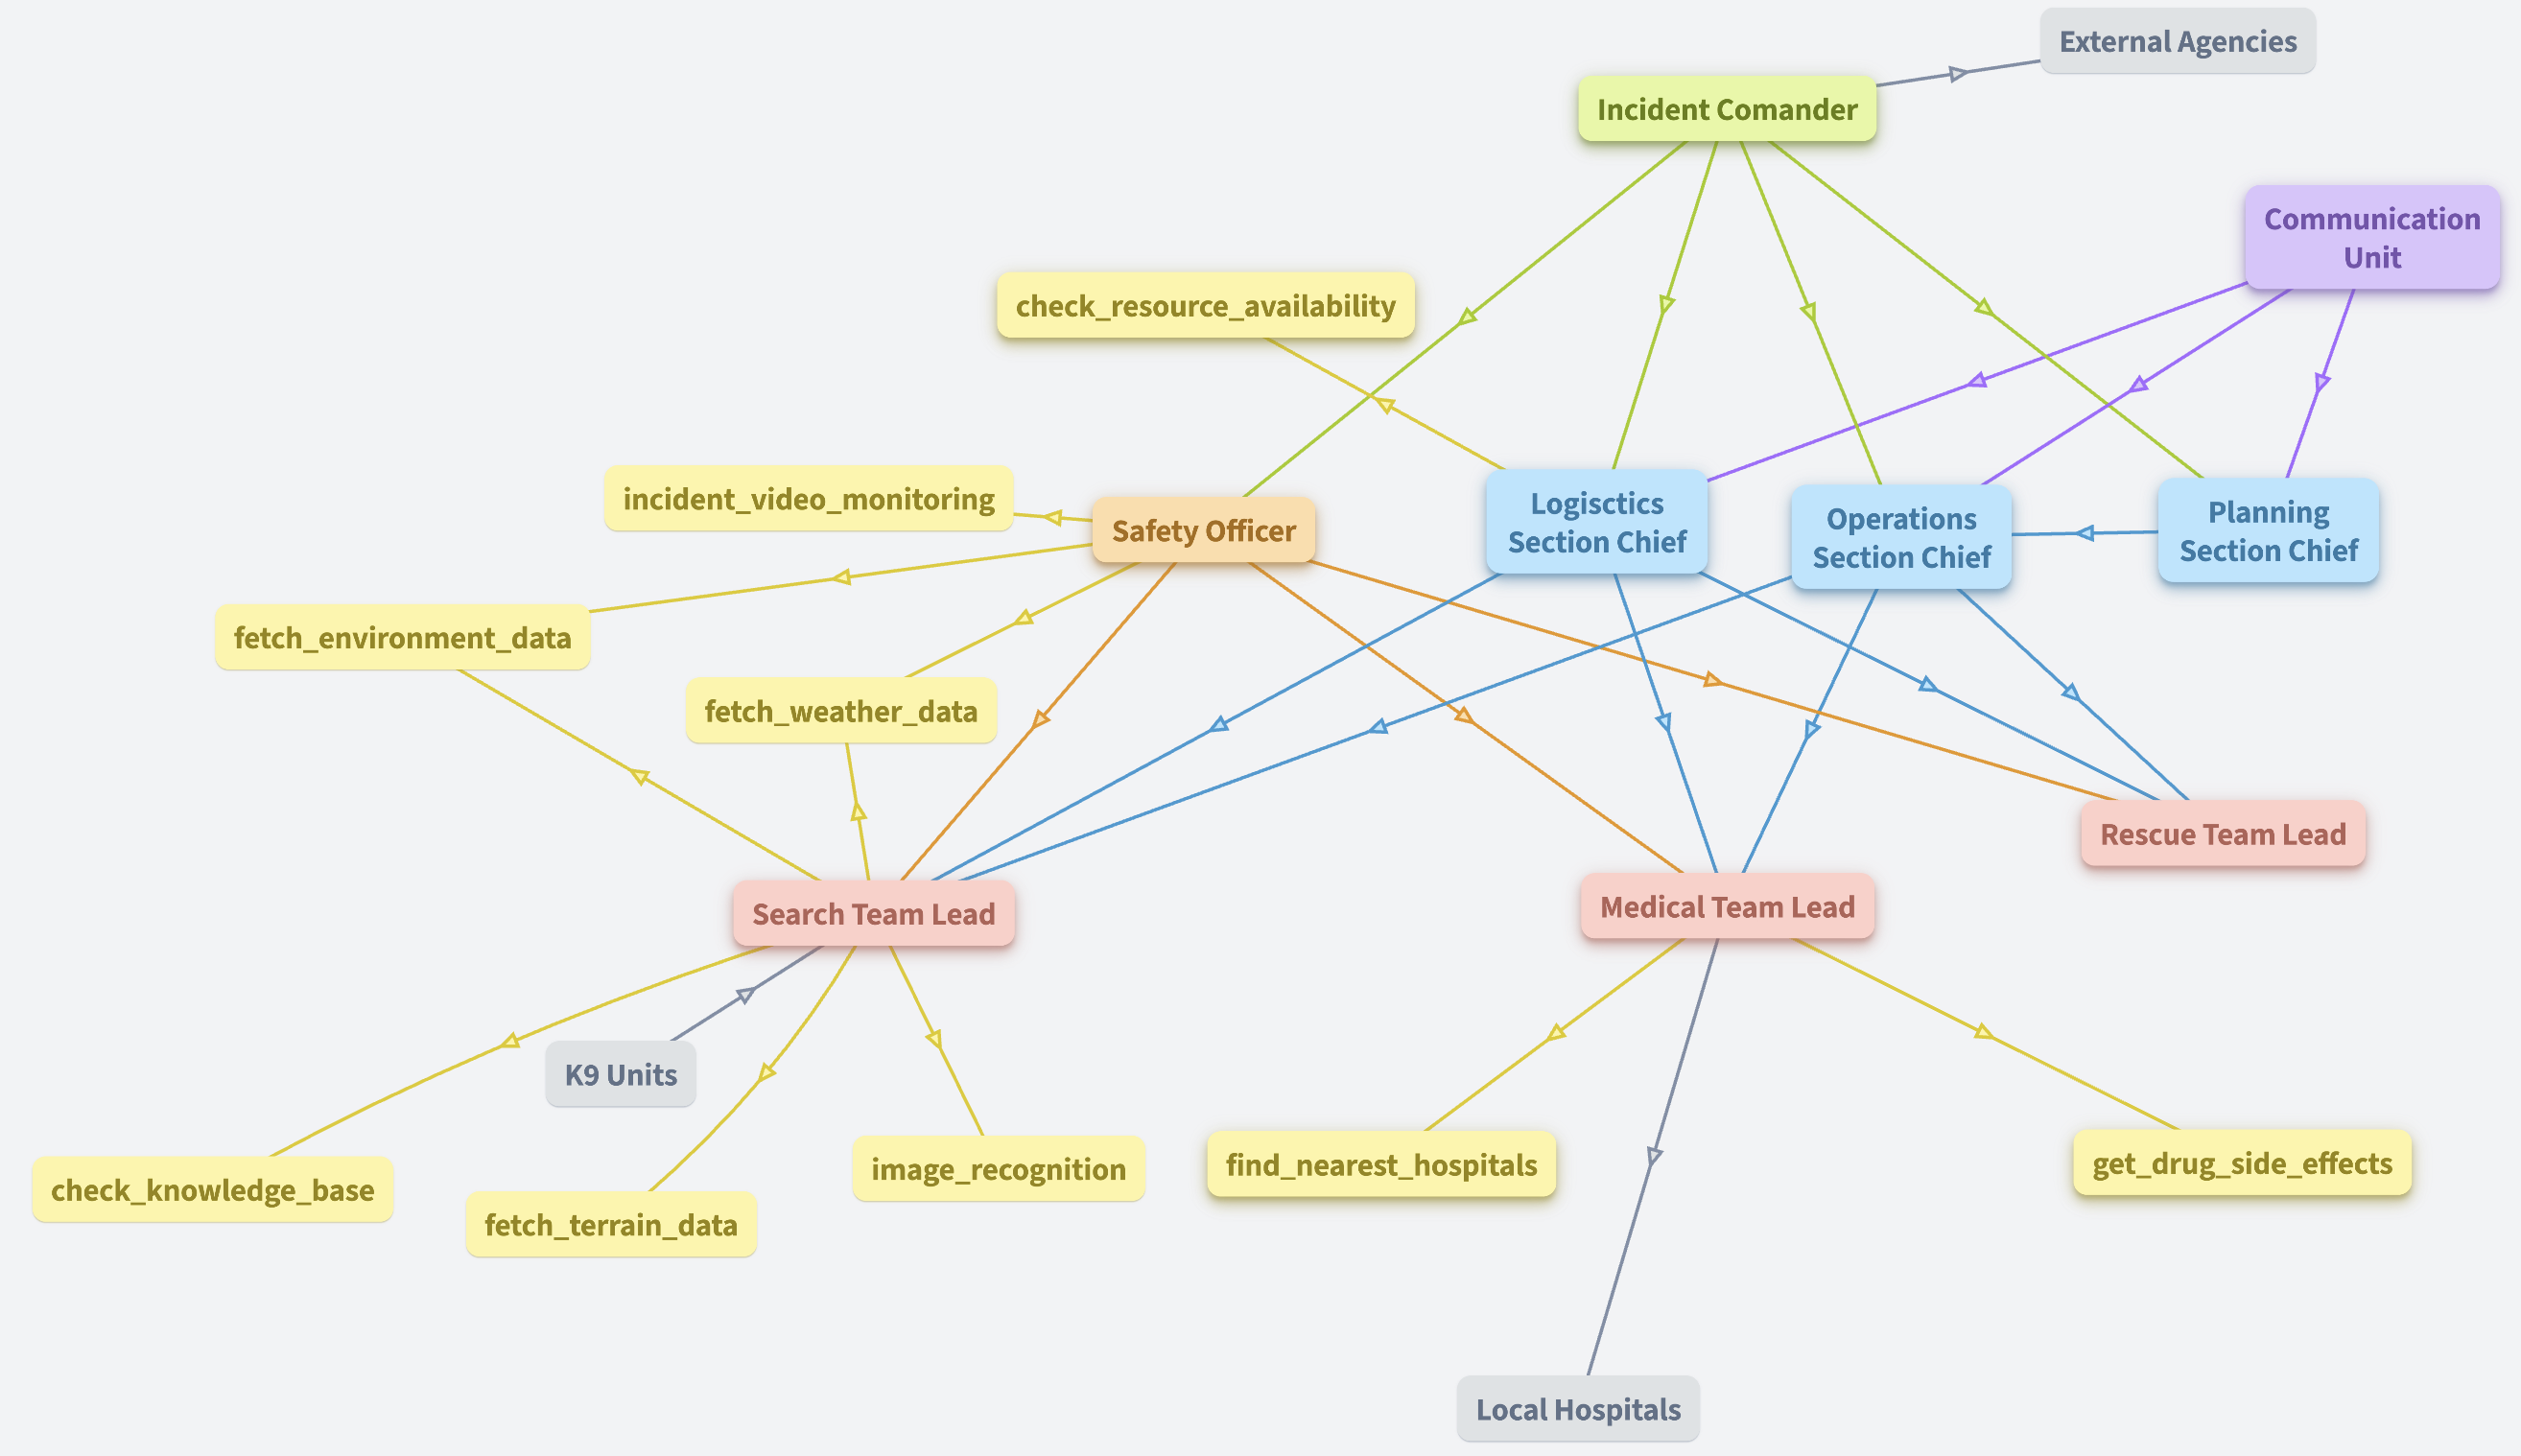 External Agencies
Incident Comander
Communication
Unit
check_resource_availability
incident_video_monitoring
Safety Officer
Logisctics
Section Chief
Operations
Section Chief
Planning
Section Chief
fetch_environment_data
fetch_weather_data
Rescue Team Lead
Search Team Lead
Medical Team Lead
K9 Units
check_knowledge_base
fetch_terrain_data
image_recognition
find_nearest_hospitals
get_drug_side_effects
Local Hospitals